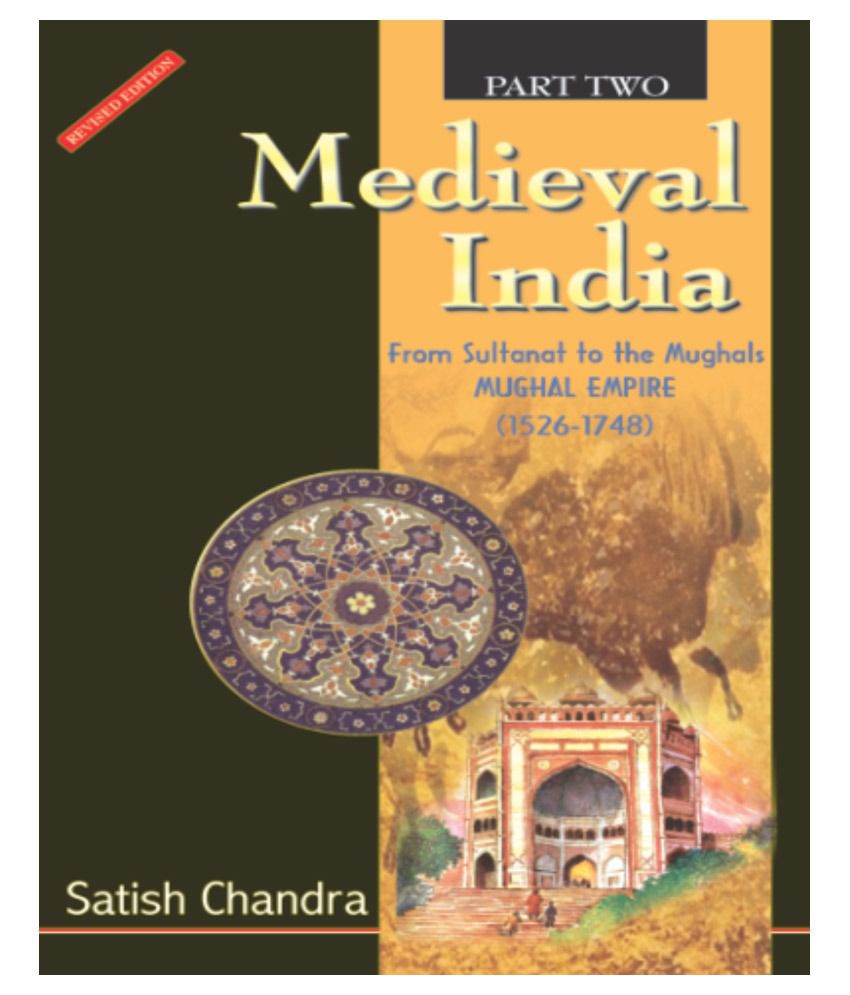 REVISED EDITION
PART TWO
Medieval
India
From Sultanat to the Mughals
MUGHAL EMPIRE
(1526-1748)
Satish Chandra